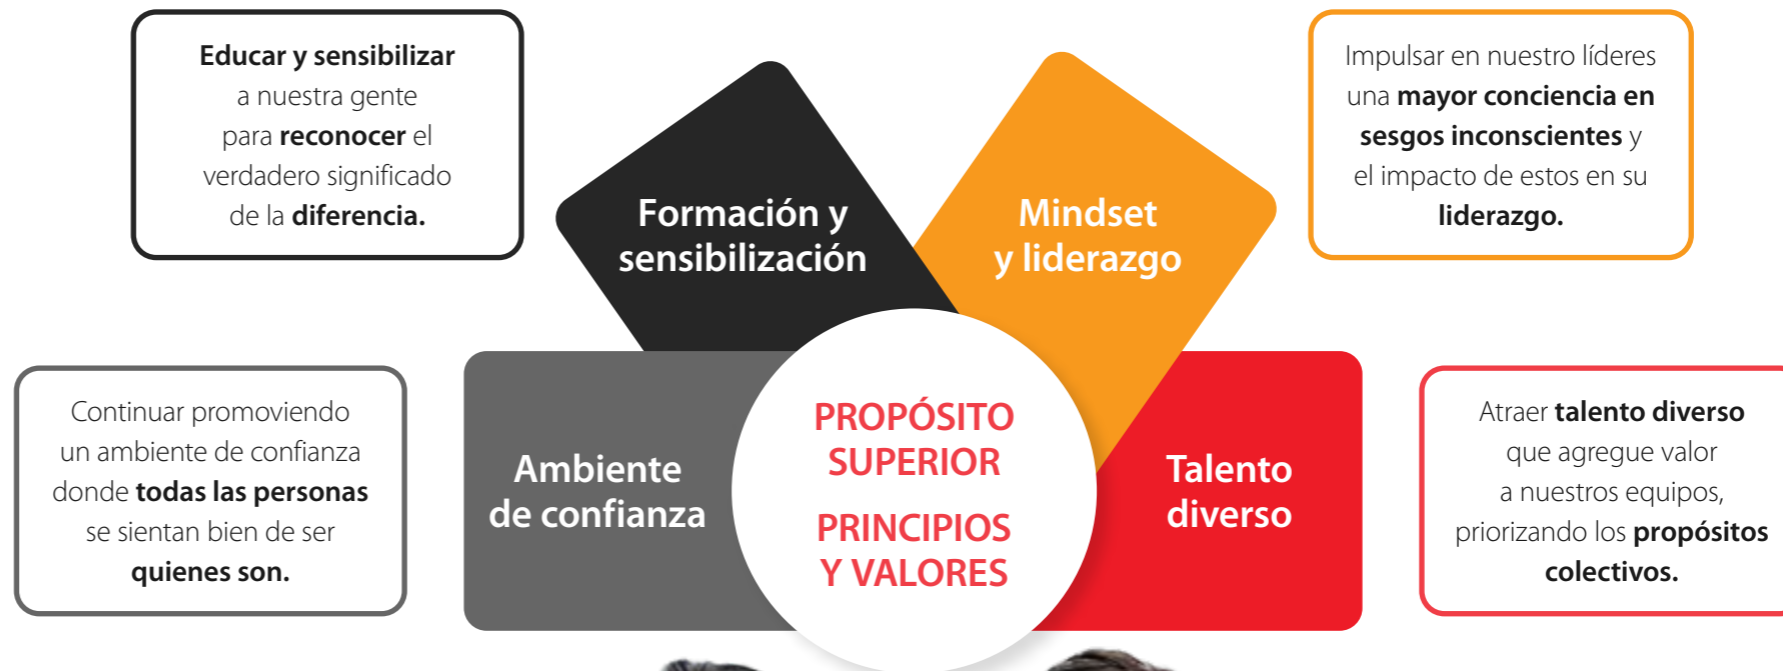 Educar y sensibilizar
a nuestra gente
para reconocer el
verdadero significado
de la diferencia.
Formación y
sensibilización
Mindset
y liderazgo
Impulsar en nuestro líderes
una mayor conciencia en
sesgos inconscientes y
el impacto de estos en su
liderazgo.
Continuar promoviendo
un ambiente de confianza
donde todas las personas
se sientan bien de ser
quienes son.
Ambiente
de confianza
PROPÓSITO
SUPERIOR
PRINCIPIOS
Y VALORES
Talento
diverso
Atraer talento diverso
que agregue valor
a nuestros equipos,
priorizando los propósitos
colectivos.